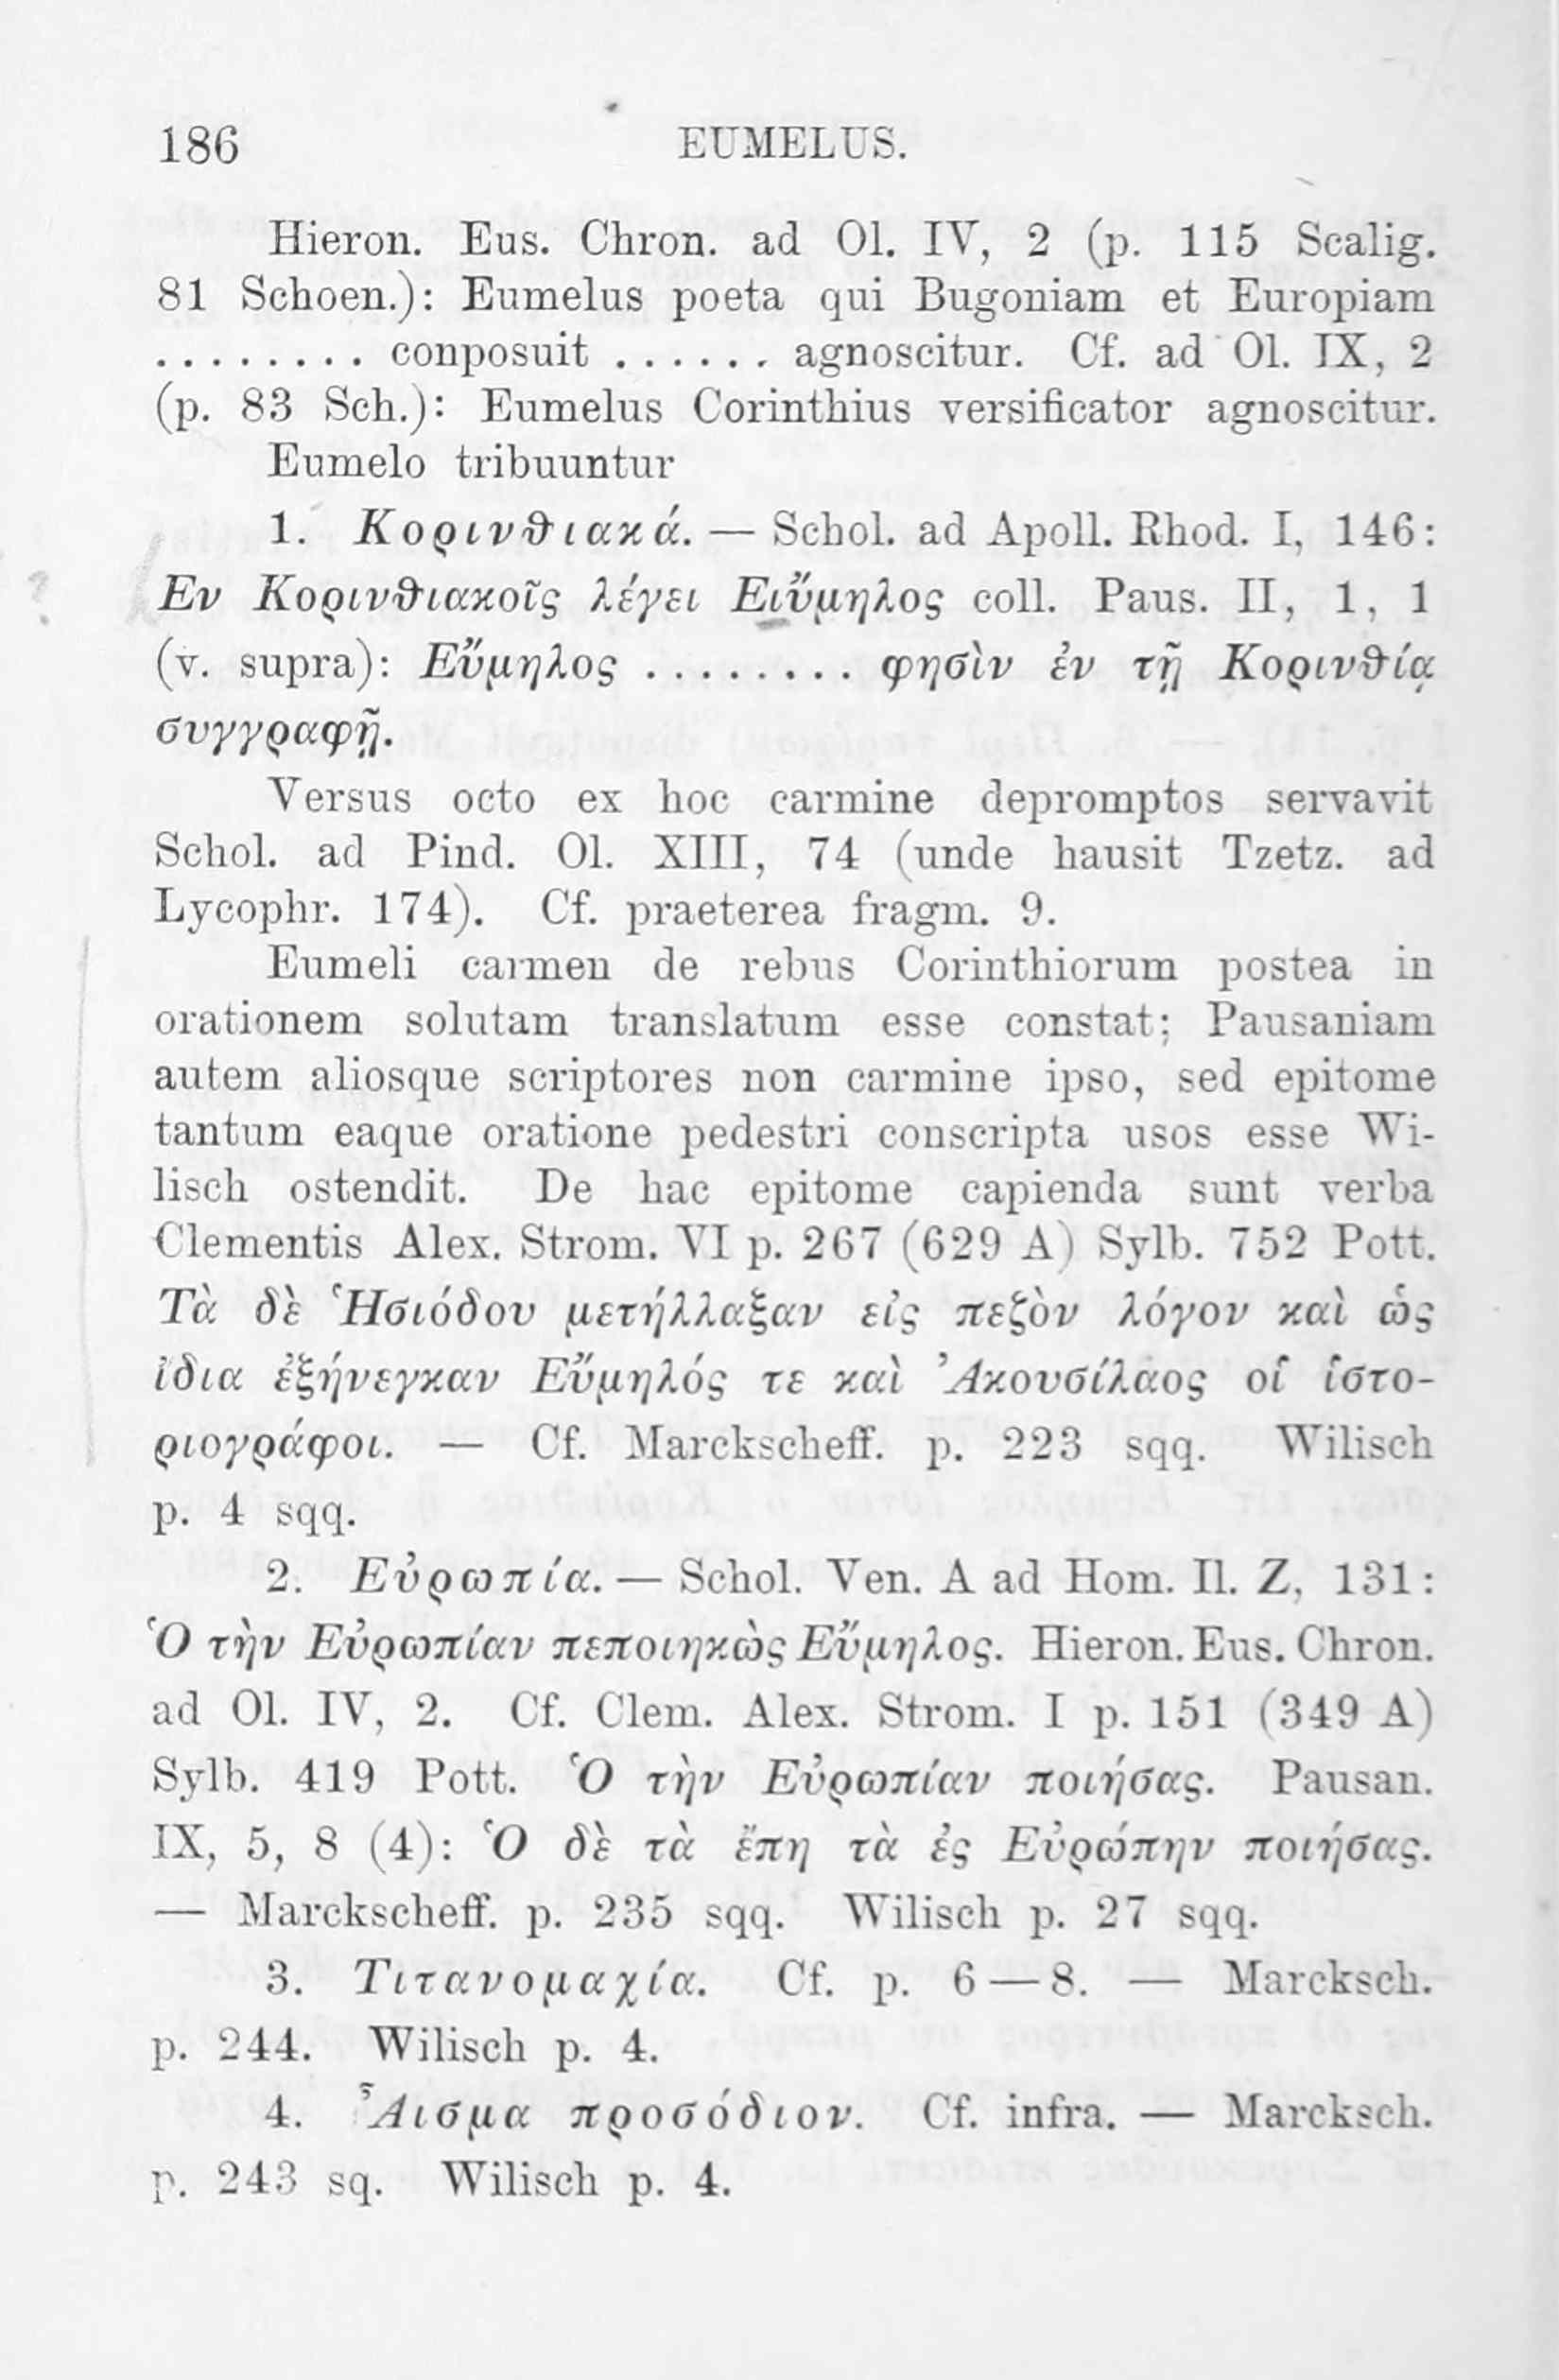 186 EUMELUS.
Hieron. Eus. Chron. ad Ol. IV, 2 (p. 115 Scalig.
81 Schoen.): Eumelus poeta qui Bugoniam et Europiam
. . . . . . . . conposuit . . . . . . agnoscitur. Cf. ad Ol. IX, 2
(p. 83 Sch.): Eumelus Corinthius versificator agnoscitur.
Eumelo tribuuntur
1. Κορινϑιακά. — Schol. ad Apoll. Rhod. I, 146:
Εν Κορινϑιακοῖς λέγει Ειὔμηλος coll. Paus. II, 1, 1
(v. supra): Εὔμηλος . . . . . . . . φησὶν ἐν τῇ Κορινϑίᾳ
συγγραφῇ.
Versus octo ex hoc carmine depromptos servavit
Schol. ad Pind. Ol. XIII, 74 (unde hausit Tzetz. ad
Lycophr. 174). Cf. praeterea fragm. 9.
Eumeli carmen de rebus Corinthiorum postea in
orationem solutam translatum esse constat; Pausaniam
autem aliosque scriptores non carmine ipso, sed epitome
tantum eaque oratione pedestri conscripta usos esse Wi-
lisch ostendit. De hac epitome capienda sunt verba
Clementis Alex. Strom. VI p. 267 (629 A) Sylb. 752 Pott.
Τὰ δὲ Ἡσιόδου μετήλλαξαν εἰς πεζὸν λόγον καὶ ὡς
ἴδια ἐξήνεγκαν Εὔμηλός τε καὶ Ἀκουσίλαος οἱ ἱστο-
ριογράφοι. — Cf. Marckscheff. p. 223 sqq. Wilisch
p. 4 sqq.
2. Εὐρωπία. — Schol. Ven. A ad Hom. Il. Z, 131:
Ὁ τὴν Εὐρωπίαν πεποιηκὼς Εὔμηλος. Hieron. Eus. Chron.
ad Ol. IV, 2. Cf. Clem. Alex. Strom. I p. 151 (349 A)
Sylb. 419 Pott. Ὁ τὴν Εὐρωπίαν ποιήσας. Pausan.
IX, 5, 8 (4): Ὁ δὲ τὰ ἔπη τὰ ἐς Εὐρώπην ποιήσας.
— Marckscheff. p. 235 sqq. Wilisch p. 27 sqq.
3. Τιτανομαχία. Cf. p. 6 — 8. — Marcksch.
p. 244. Wilisch p. 4.
4. Ἆισμα προσόδιον. Cf. infra. — Marcksch.
p. 243 sq. Wilisch p. 4.